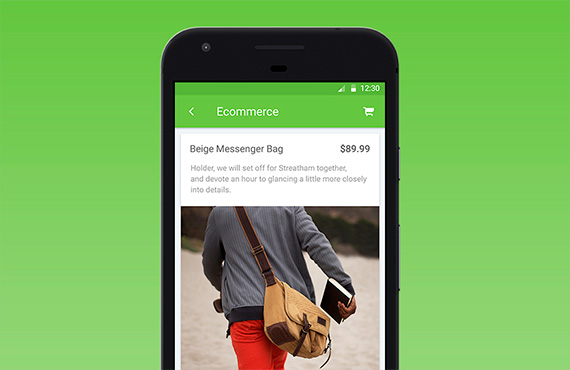 12:30
Ecommerce
Beige Messenger Bag $89.99
Holder, we will set off for Streatham together,
and devote an hour to glancing a little more closely
into details.